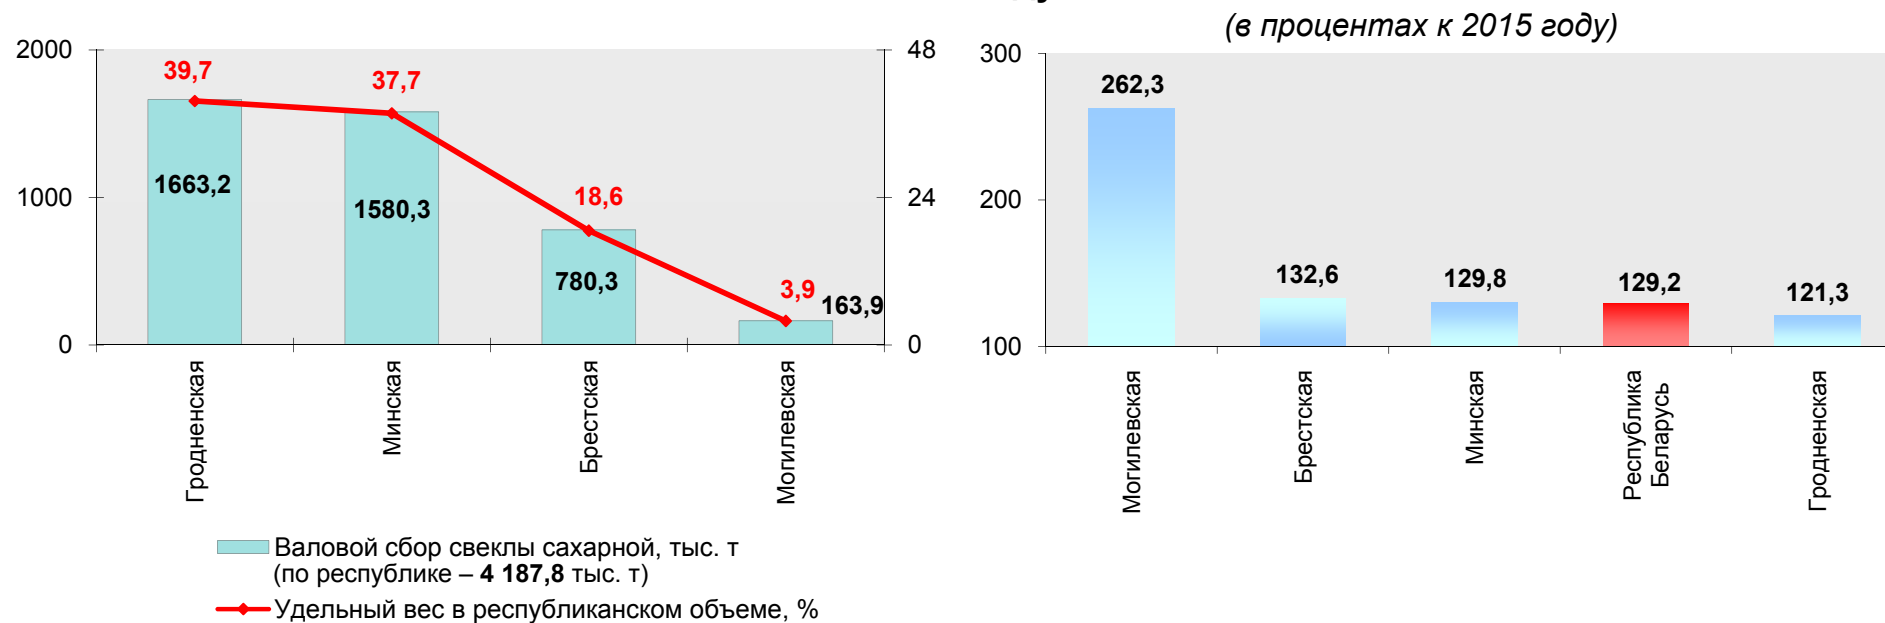 (в процентах к 2015 году)
2000
1000
0
48
24
0
39,7
37,7
18,6
3,9
1663,2
1580,3
780,3
163,9
Гродненская
Минская
Брестская
Могилевская
Валовой сбор свеклы сахарной, тыс. т
(по республике – 4 187,8 тыс. т)
Удельный вес в республиканском объеме, %
300
200
100
262,3
132,6
129,8
129,2
121,3
Могилевская
Брестская
Минская
Республика
Беларусь
Гродненская